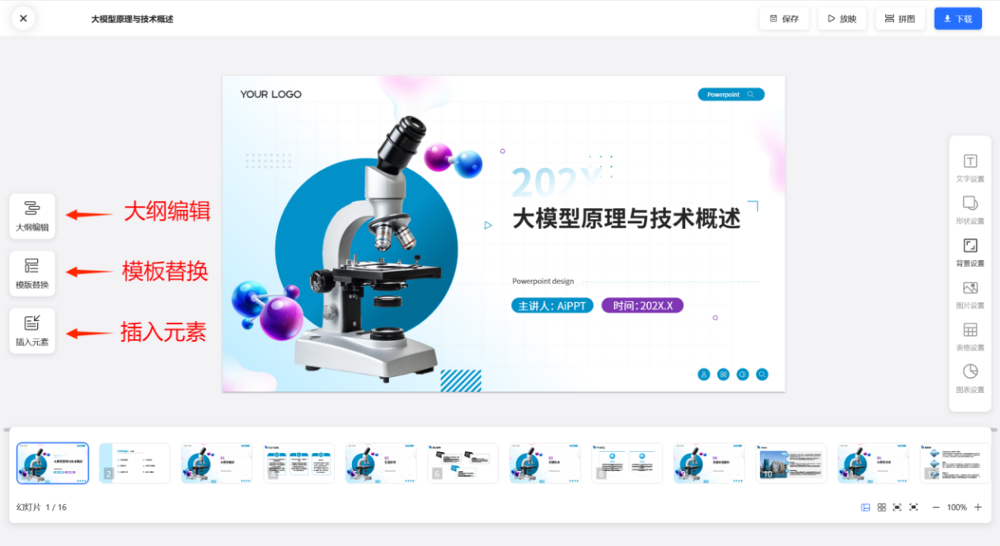 大模型原理与技术概述
保存
放映
拼图
下载
YOUR LOGO
Powerpoint
202X
大模型原理与技术概述
Powerpoint design
主讲人：AiPPT
时间：202X.X
大纲编辑
大纲编辑
模版替换
模板替换
插入元素
插入元素
文字设置
形状设置
背景设置
图片设置
表格设置
图表设置
2
4
6
8
10
幻灯片 1 / 16
100%